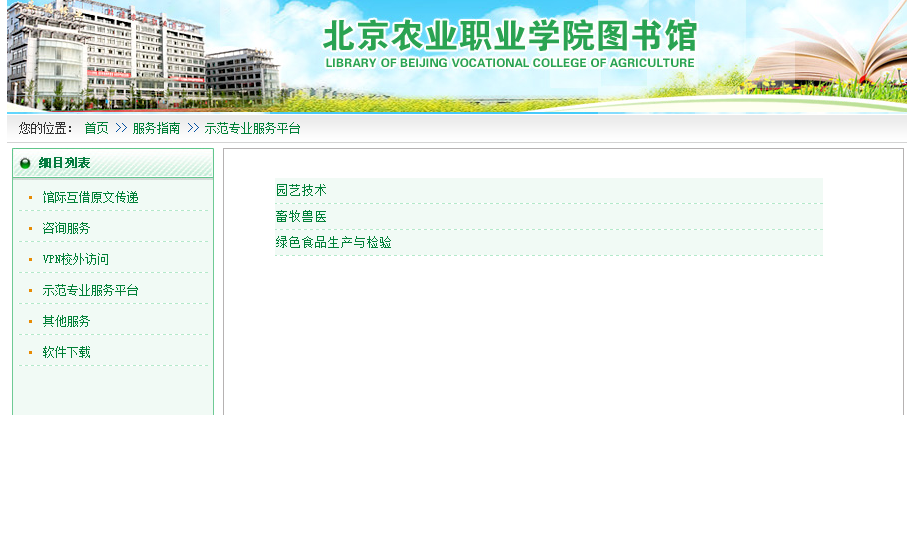 北京农业职业学院图书馆
LIBRARY OF BEIJING VOCATIONAL COLLEGE OF AGRICULTURE
您的位置： 首页 >> 服务指南 >> 示范专业服务平台
细目列表
馆际互借原文传递
咨询服务
VPN校外访问
示范专业服务平台
其他服务
软件下载
园艺技术
畜牧兽医
绿色食品生产与检验